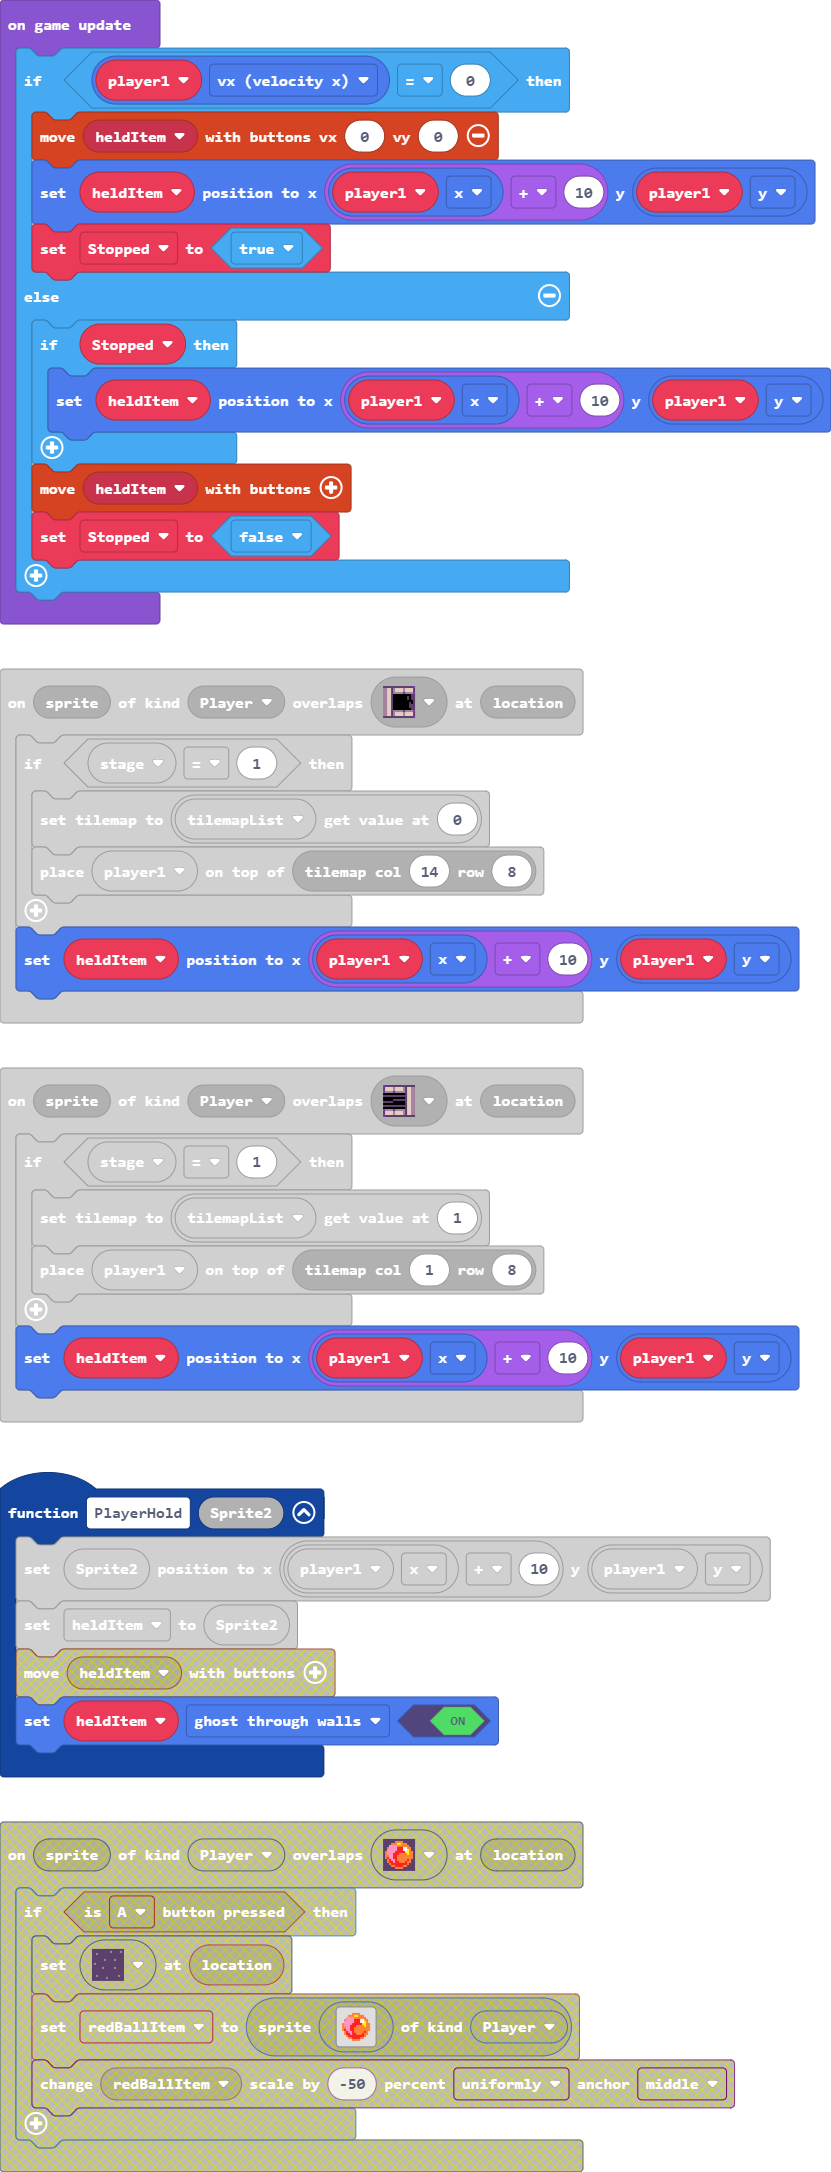 on game update
if player1 vx (velocity x) = 0 then
move heldItem with buttons vx 0 vy 0
set heldItem position to x player1 x + 10 y player1 y
set Stopped to true
else
if Stopped then
set heldItem position to x player1 x + 10 y player1 y
move heldItem with buttons
set Stopped to false
on sprite of kind Player overlaps at location
if stage = 1 then
set tilemap to tilemapList get value at 0
place player1 on top of tilemap col 14 row 8
set heldItem position to x player1 x + 10 y player1 y
on sprite of kind Player overlaps at location
if stage = 1 then
set tilemap to tilemapList get value at 1
place player1 on top of tilemap col 1 row 8
set heldItem position to x player1 x + 10 y player1 y
function PlayerHold Sprite2
set Sprite2 position to x player1 x + 10 y player1 y
set heldItem to Sprite2
move heldItem with buttons
set heldItem ghost through walls ON
on sprite of kind Player overlaps at location
if is A button pressed then
set at location
set redBallItem to sprite of kind Player
change redBallItem scale by -50 percent uniformly anchor middle